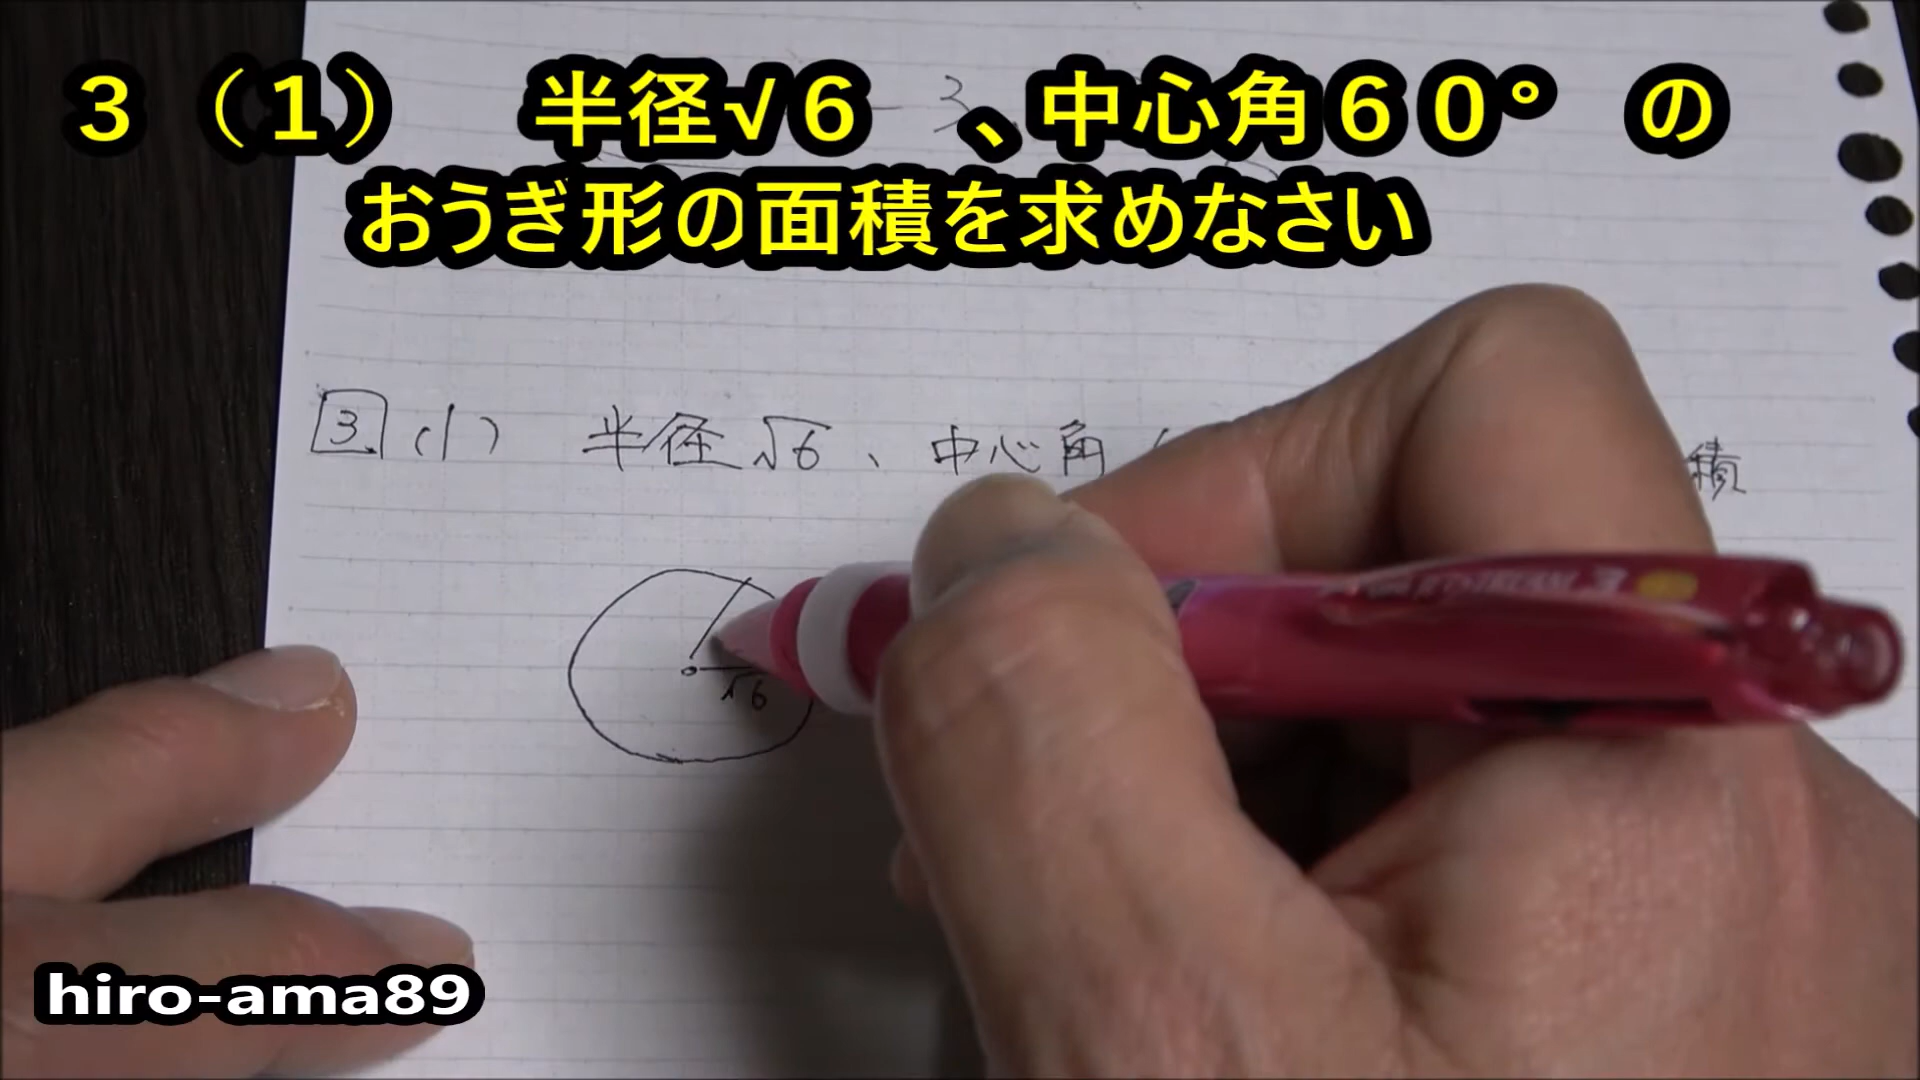 ３（１）　半径√６　、中心角６０°　の
おうぎ形の面積を求めなさい
3 (1) 半径√6、中心角
積
√6
hiro-ama89